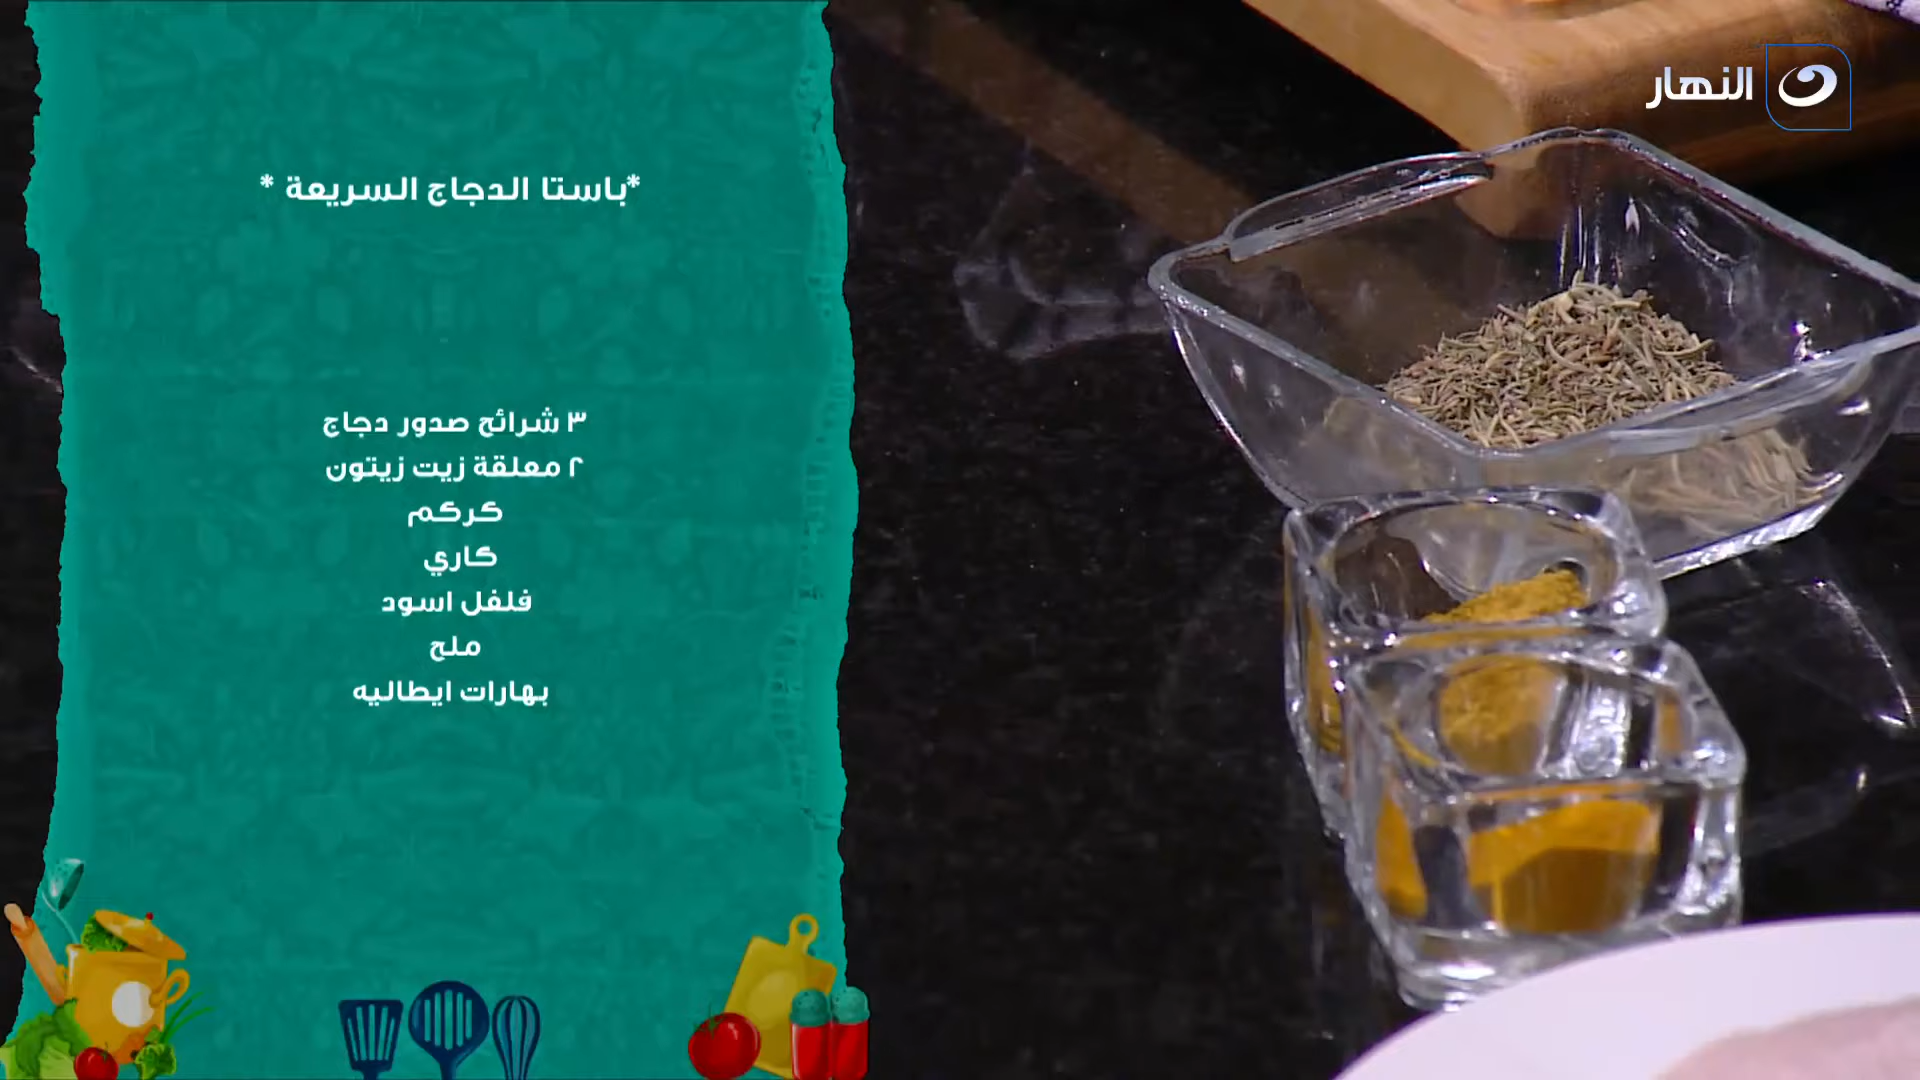 النهار
*باستا الدجاج السريعة *
٣ شرائح صدور دجاج
٢ معلقة زيت زيتون
كركم
كاري
فلفل اسود
ملح
بهارات ايطاليه